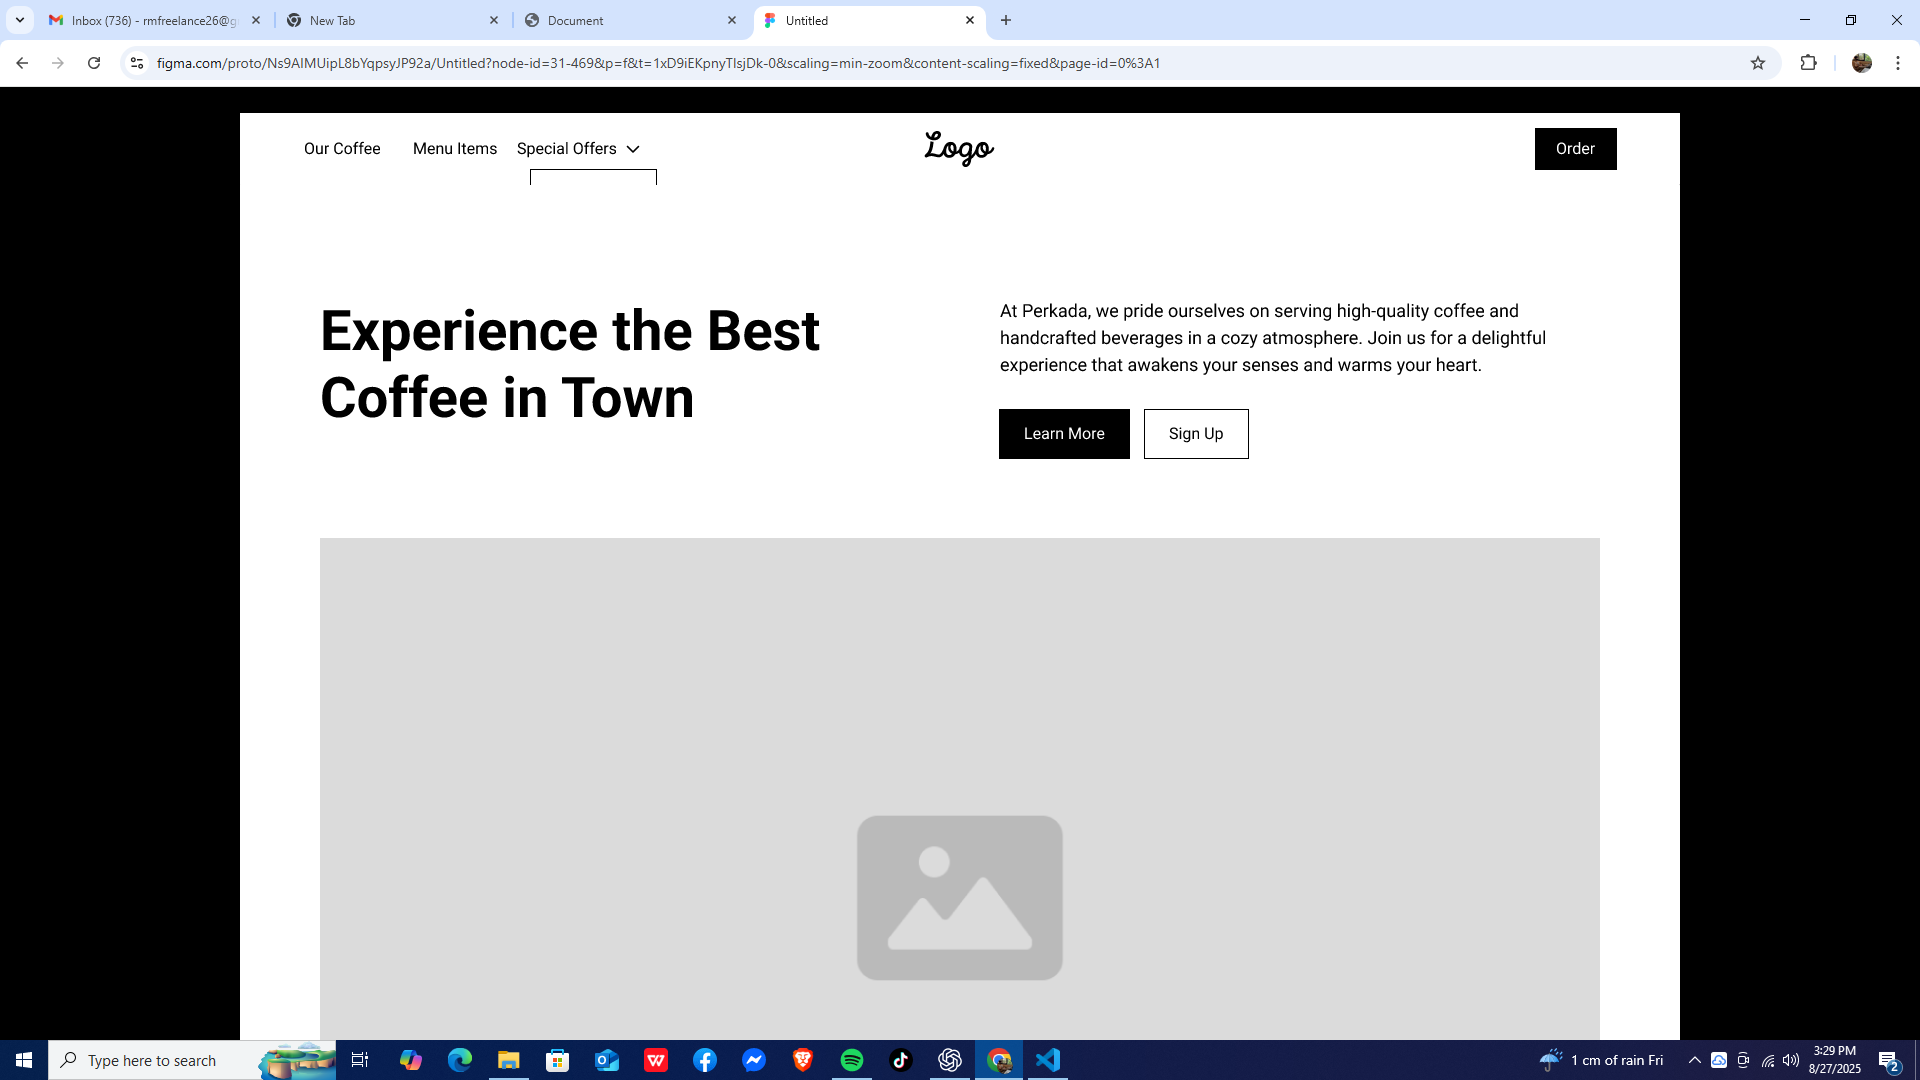 Inbox (736) - rmfreelance26@g
New Tab
Document
Untitled
figma.com/proto/Ns9AIMUipL8bYqpsyJP92a/Untitled?node-id=31-469&p=f&t=1xD9iEKpnyTlsjDk-0&scaling=min-zoom&content-scaling=fixed&page-id=0%3A1
Our Coffee
Menu Items
Special Offers
Logo
Order
Experience the Best
Coffee in Town
At Perkada, we pride ourselves on serving high-quality coffee and
handcrafted beverages in a cozy atmosphere. Join us for a delightful
experience that awakens your senses and warms your heart.
Learn More
Sign Up
Type here to search
1 cm of rain Fri
3:29 PM
8/27/2025
2